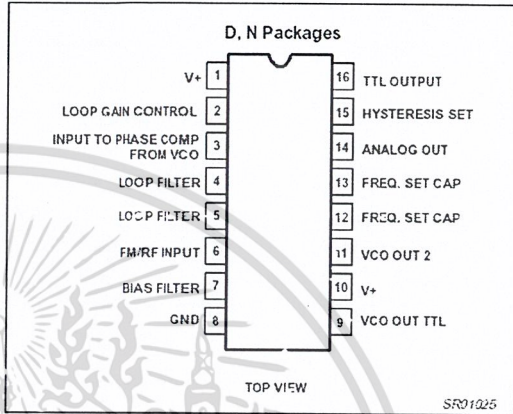 D, N Packages
V+ 1
LOOP GAIN CONTROL 2
INPUT TO PHASE COMP
FROM VCO 3
LOOP FILTER 4
LOOP FILTER 5
FM/RF INPUT 6
BIAS FILTER 7
GND 8
16 TTL OUTPUT
15 HYSTERESIS SET
14 ANALOG OUT
13 FREQ. SET CAP
12 FREQ. SET CAP
11 VCO OUT 2
10 V+
9 VCO OUT TTL
TOP VIEW
SR01025